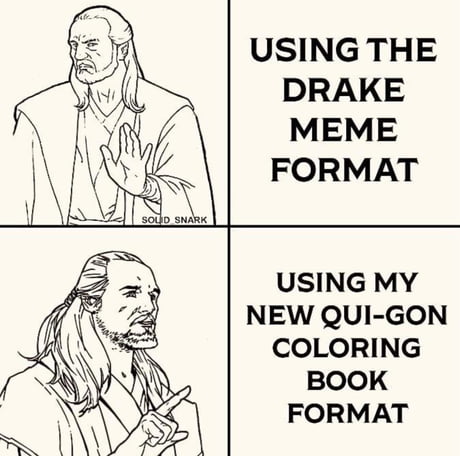 USING THE
DRAKE
MEME
FORMAT
SOLID_SNARK
USING MY
NEW QUI-GON
COLORING
BOOK
FORMAT